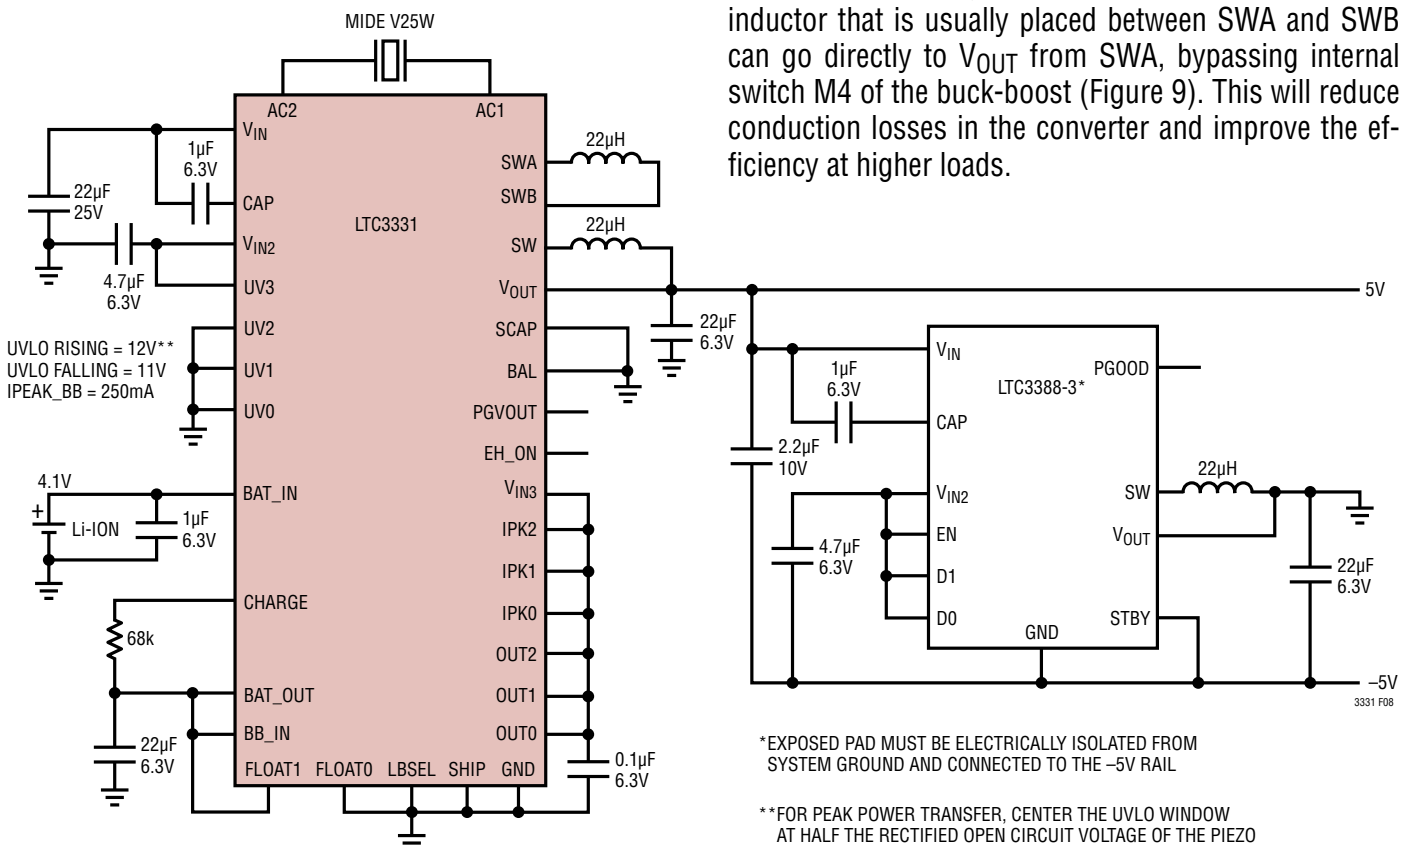 inductor that is usually placed between SWA and SWB
can go directly to VOUT from SWA, bypassing internal
switch M4 of the buck-boost (Figure 9). This will reduce
conduction losses in the converter and improve the ef-
ficiency at higher loads.
MIDE V25W
AC2
AC1
VIN
1µF
6.3V
CAP
22µF
25V
VIN2
4.7µF
6.3V
UV3
UV2
UV1
UV0
UVLO RISING = 12V**
UVLO FALLING = 11V
IPEAK_BB = 250mA
4.1V
+
Li-ION
1µF
6.3V
BAT_IN
CHARGE
68k
BAT_OUT
BB_IN
22µF
6.3V
FLOAT1
FLOAT0
LBSEL
SHIP
GND
LTC3331
SWA
22µH
SWB
SW
22µH
VOUT
SCAP
BAL
22µF
6.3V
PGVOUT
EH_ON
VIN3
IPK2
IPK1
IPK0
OUT2
OUT1
OUT0
0.1µF
6.3V
5V
VIN
PGOOD
LTC3388-3*
1µF
6.3V
CAP
2.2µF
10V
VIN2
EN
D1
D0
4.7µF
6.3V
GND
SW
22µH
VOUT
STBY
22µF
6.3V
–5V
3331 F08
*EXPOSED PAD MUST BE ELECTRICALLY ISOLATED FROM
SYSTEM GROUND AND CONNECTED TO THE –5V RAIL
**FOR PEAK POWER TRANSFER, CENTER THE UVLO WINDOW
AT HALF THE RECTIFIED OPEN CIRCUIT VOLTAGE OF THE PIEZO